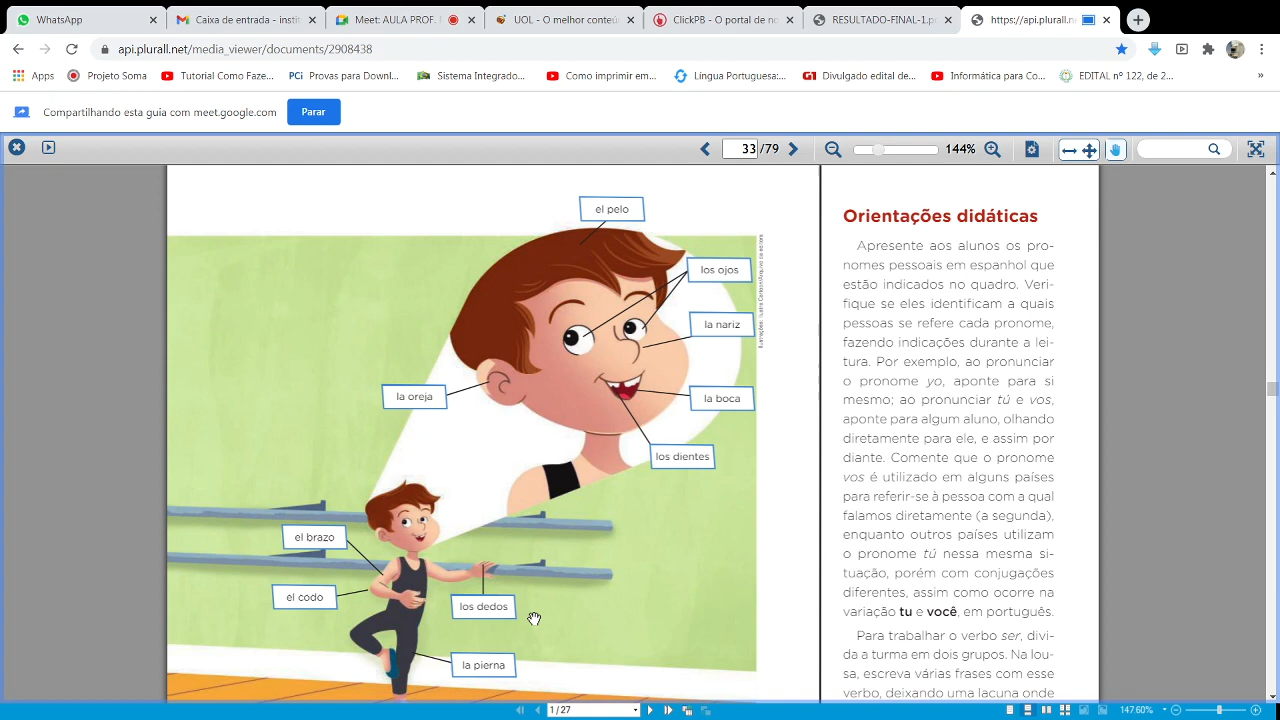 WhatsApp
Caixa de entrada - instit
Meet: AULA PROF.
UOL - O melhor conteú
ClickPB - O portal de no
RESULTADO-FINAL-1.p
https://api.plurall.ne
api.plurall.net/media_viewer/documents/2908438
Apps
Projeto Soma
Tutorial Como Faze...
PCi Provas para Downl...
Sistema Integrado...
Como imprimir em...
Língua Portuguesa...
G1 Divulgado edital de...
Informática para Co...
EDITAL nº 122, de 2...
»
Compartilhando esta guia com meet.google.com
Parar
33 /79
144%
el pelo
los ojos
la nariz
la oreja
la boca
los dientes
el brazo
el codo
los dedos
la pierna
Ilustrações: Ilustra Cartoon/Arquivo da editora
Orientações didáticas
Apresente aos alunos os pro-
nomes pessoais em espanhol que
estão indicados no quadro. Veri-
fique se eles identificam a quais
pessoas se refere cada pronome,
fazendo indicações durante a lei-
tura. Por exemplo, ao pronunciar
o pronome yo, aponte para si
mesmo; ao pronunciar tú e vos,
aponte para algum aluno, olhando
diretamente para ele, e assim por
diante. Comente que o pronome
vos é utilizado em alguns países
para referir-se à pessoa com a qual
falamos diretamente (a segunda),
enquanto outros países utilizam
o pronome tú nessa mesma si-
tuação, porém com conjugações
diferentes, assim como ocorre na
variação tu e você, em português.
Para trabalhar o verbo ser, divi-
da a turma em dois grupos. Na lou-
sa, escreva várias frases com esse
verbo, deixando uma lacuna onde
1/27
147.60%